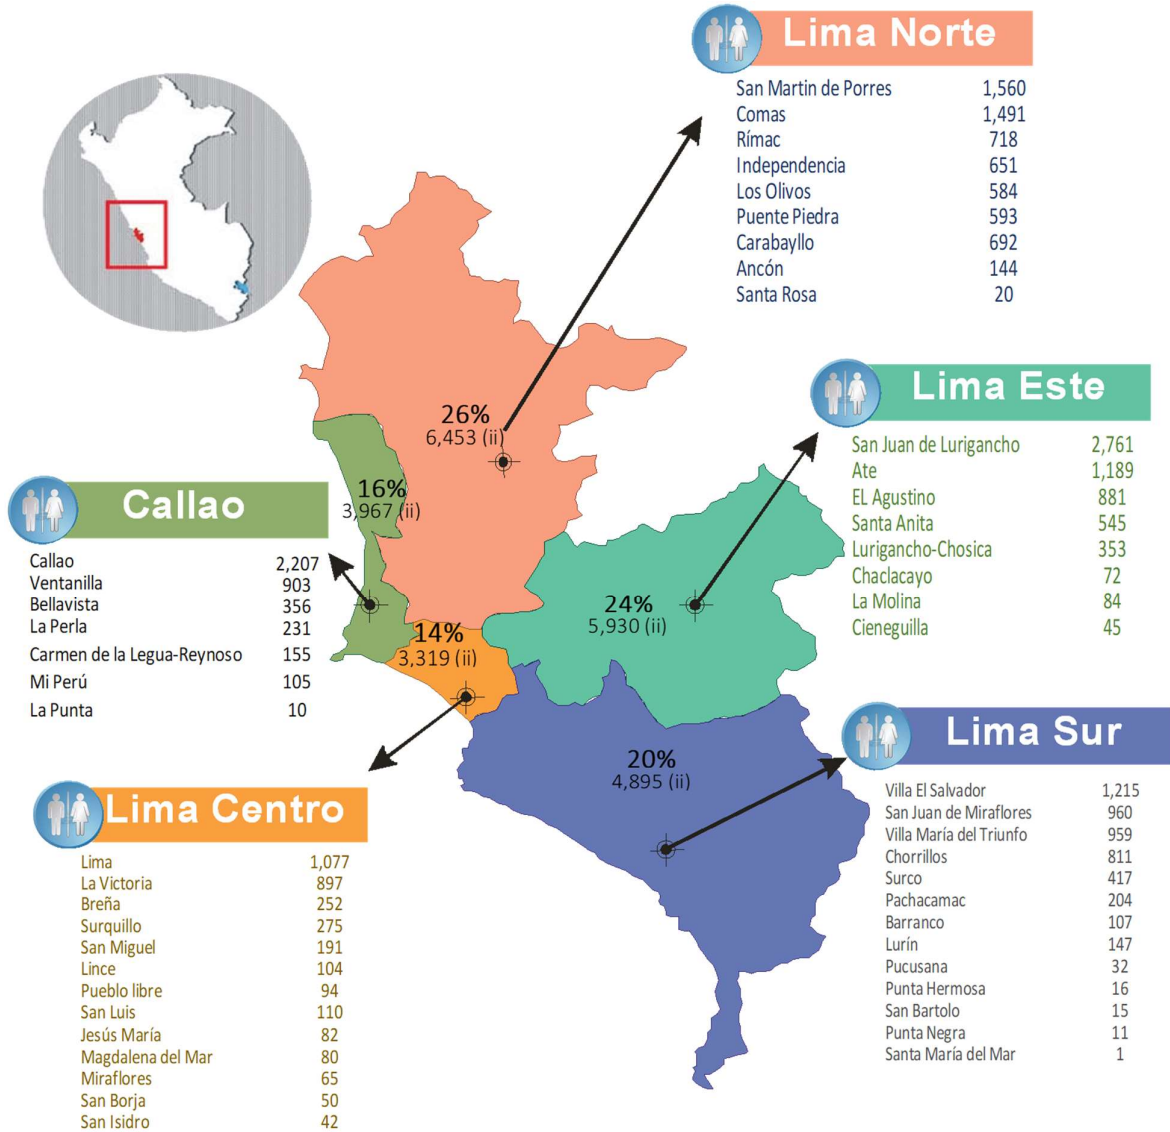 Lima Norte
San Martin de Porres 1,560
Comas 1,491
Rímac 718
Independencia 651
Los Olivos 584
Puente Piedra 593
Carabayllo 692
Ancón 144
Santa Rosa 20
26%
6,453 (ii)
Lima Este
San Juan de Lurigancho 2,761
Ate 1,189
EL Agustino 881
Santa Anita 545
Lurigancho-Chosica 353
Chaclacayo 72
La Molina 84
Cieneguilla 45
24%
5,930 (ii)
16%
3,967 (ii)
Callao
Callao 2,207
Ventanilla 903
Bellavista 356
La Perla 231
Carmen de la Legua-Reynoso 155
Mi Perú 105
La Punta 10
14%
3,319 (ii)
Lima Centro
Lima 1,077
La Victoria 897
Breña 252
Surquillo 275
San Miguel 191
Lince 104
Pueblo libre 94
San Luis 110
Jesús María 82
Magdalena del Mar 80
Miraflores 65
San Borja 50
San Isidro 42
20%
4,895 (ii)
Lima Sur
Villa El Salvador 1,215
San Juan de Miraflores 960
Villa María del Triunfo 959
Chorrillos 811
Surco 417
Pachacamac 204
Barranco 107
Lurín 147
Pucusana 32
Punta Hermosa 16
San Bartolo 15
Punta Negra 11
Santa María del Mar 1